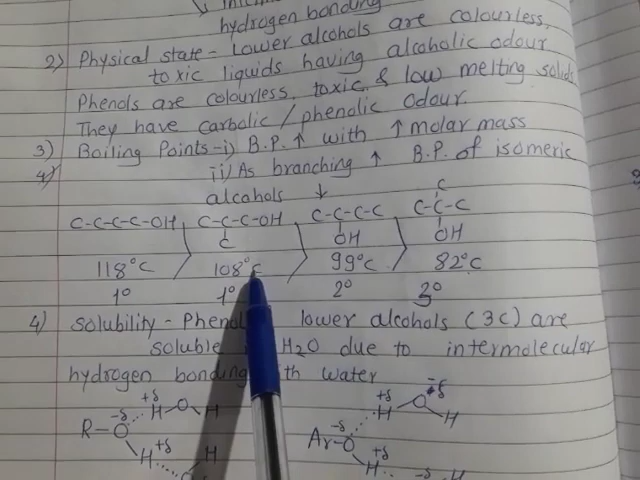 hydrogen bonding
2) Physical state - Lower alcohols are colourless,
toxic liquids having alcoholic odour
Phenols are colourless, toxic & low melting solids
They have carbolic / phenolic odour.
3) Boiling Points - i) B.P. ↑ with ↑ molar mass
4) ii) As branching ↑ B.P. of isomeric
alcohols ↓
C
C-C-C-C-OH C-C-C-OH C-C-C-C C-C-C
C OH OH
118°C > 108°C > 99°C > 82°C
1° 1° 2° 3°
4) Solubility - Phenol lower alcohols (3C) are
soluble H2O due to intermolecular
hydrogen bonding with water
+δ -δ
-δ H-O-H +δ H-O
R-O Ar-O -δ H
H +δ O H +δ -δ H